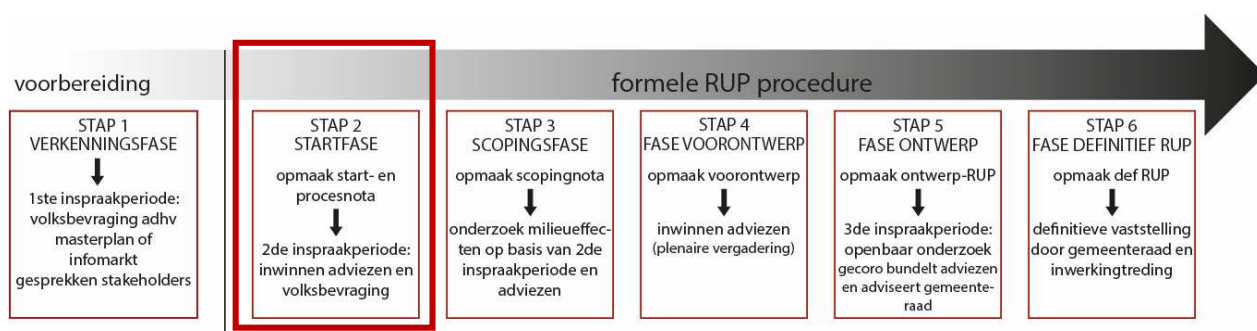 voorbereiding
formele RUP procedure
STAP 1
VERKENNINGSFASE
1ste inspraakperiode:
volksbevraging adhv
masterplan of
infomarkt
gesprekken stakeholders
STAP 2
STARTFASE
opmaak start- en
procesnota
2de inspraakperiode:
inwinnen adviezen en
volksbevraging
STAP 3
SCOPINGSFASE
opmaak scopingnota
onderzoek milieueffec-
ten op basis van 2de
inspraakperiode en
adviezen
STAP 4
FASE VOORONTWERP
opmaak voorontwerp
inwinnen adviezen
(plenaire vergadering)
STAP 5
FASE ONTWERP
opmaak ontwerp-RUP
3de inspraakperiode:
openbaar onderzoek
gecoro bundelt adviezen
en adviseert gemeente-
raad
STAP 6
FASE DEFINITIEF RUP
opmaak def RUP
definitieve vaststelling
door gemeenteraad en
inwerkingtreding